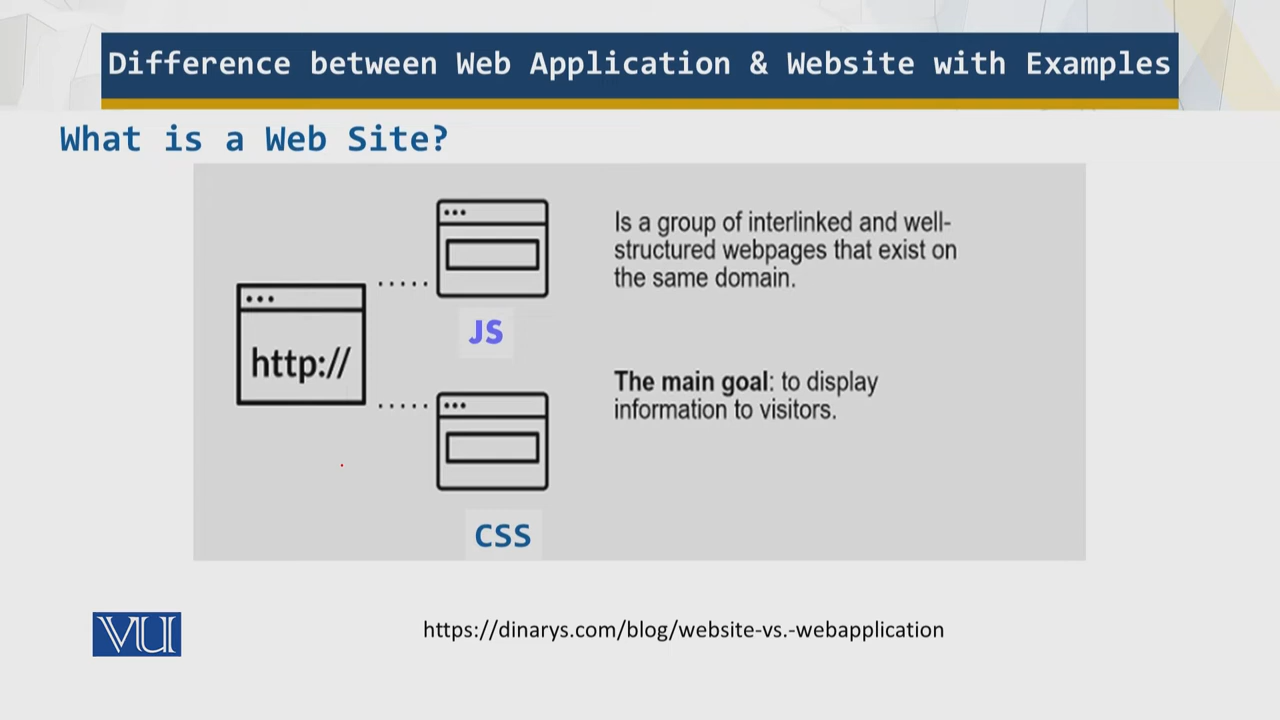 Difference between Web Application & Website with Examples
What is a Web Site?
http://
JS
CSS
Is a group of interlinked and well-
structured webpages that exist on
the same domain.
The main goal: to display
information to visitors.
VU
https://dinarys.com/blog/website-vs.-webapplication